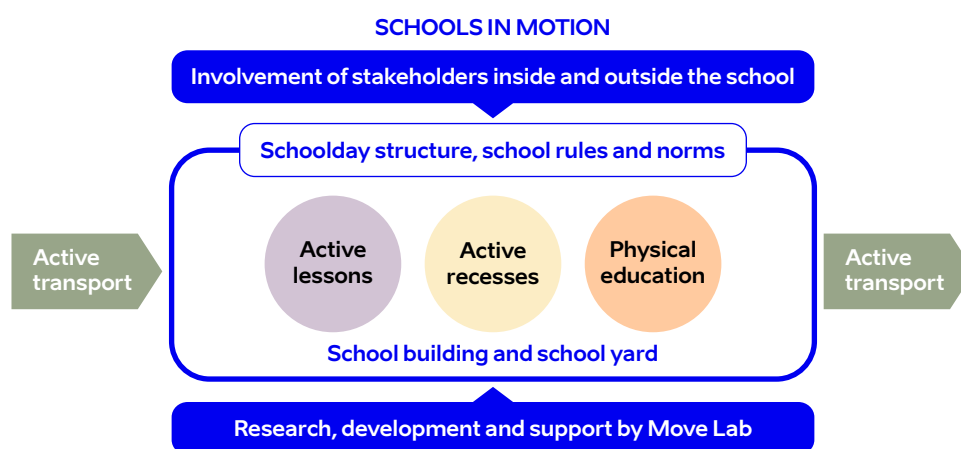 SCHOOLS IN MOTION
Involvement of stakeholders inside and outside the school
Schoolday structure, school rules and norms
Active
transport
Active
lessons
Active
recesses
Physical
education
Active
transport
School building and school yard
Research, development and support by Move Lab